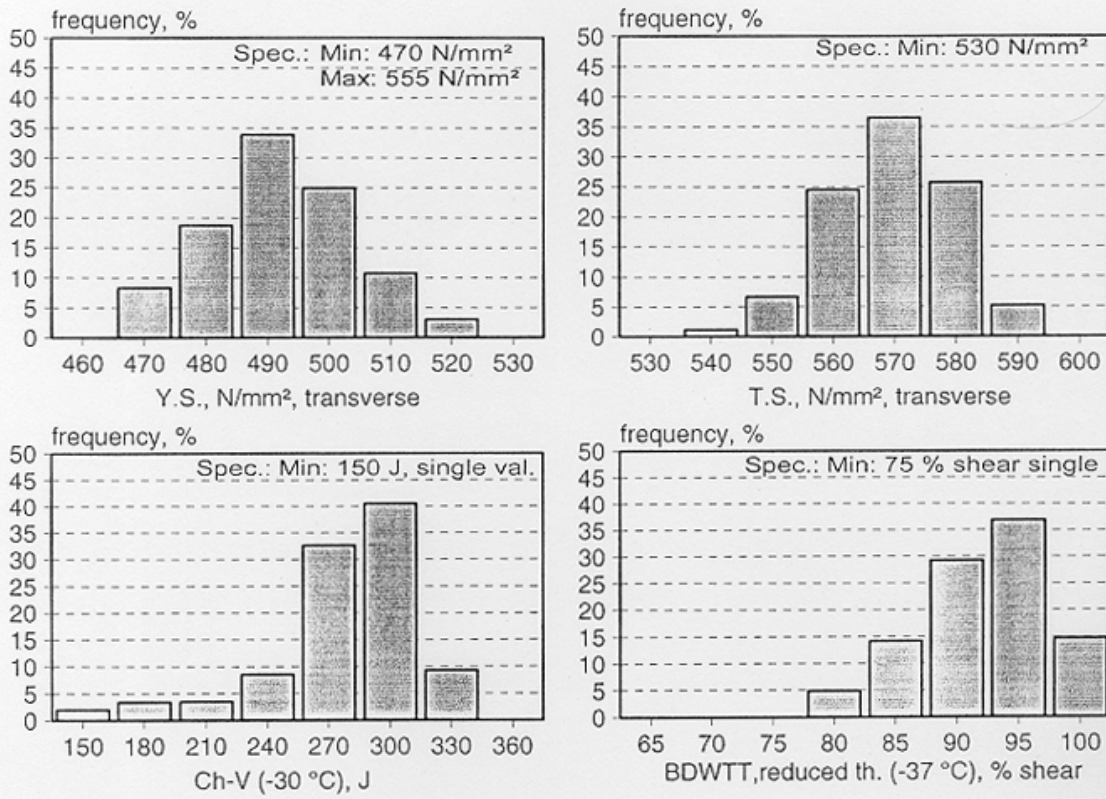 frequency, %
Spec.: Min: 470 N/mm²
Max: 555 N/mm²
50
45
40
35
30
25
20
15
10
5
0
460 470 480 490 500 510 520 530
Y.S., N/mm², transverse
frequency, %
Spec.: Min: 530 N/mm²
50
45
40
35
30
25
20
15
10
5
0
530 540 550 560 570 580 590 600
T.S., N/mm², transverse
frequency, %
Spec.: Min: 150 J, single val.
50
45
40
35
30
25
20
15
10
5
0
150 180 210 240 270 300 330 360
Ch-V (-30 °C), J
frequency, %
Spec.: Min: 75 % shear single
50
45
40
35
30
25
20
15
10
5
0
65 70 75 80 85 90 95 100
BDWTT,reduced th. (-37 °C), % shear